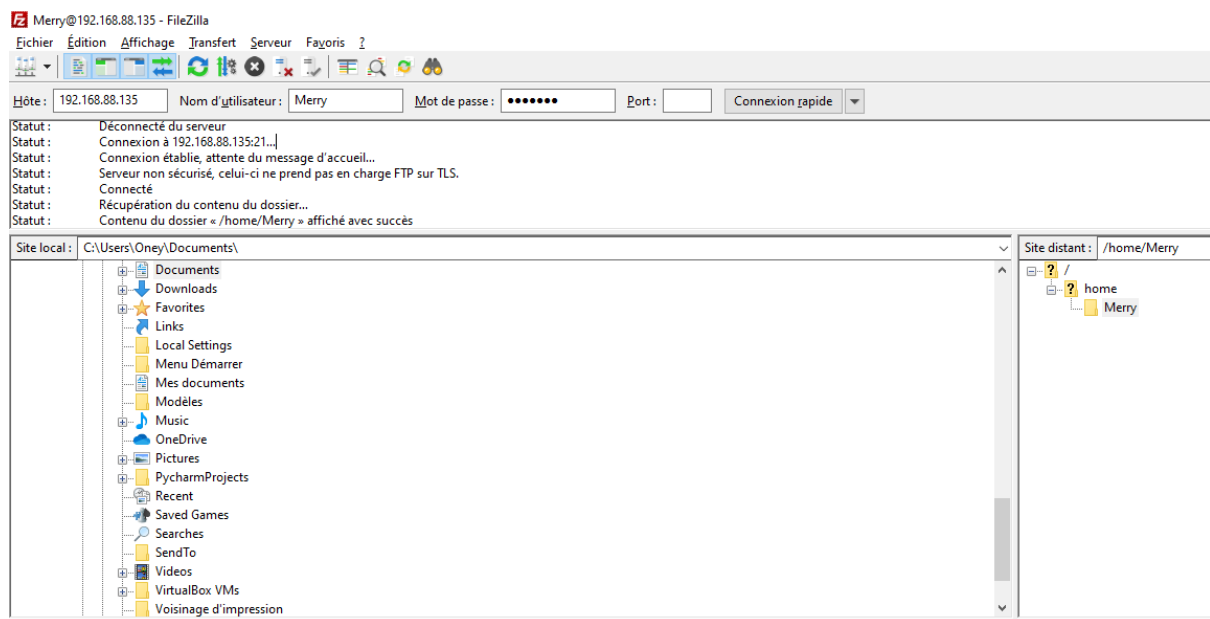 Merry@192.168.88.135 - FileZilla
Fichier Édition Affichage Transfert Serveur Favoris ?
Hôte : 192.168.88.135 Nom d'utilisateur : Merry Mot de passe : ●●●●●●● Port : Connexion rapide
Statut : Déconnecté du serveur
Statut : Connexion à 192.168.88.135:21...
Statut : Connexion établie, attente du message d'accueil...
Statut : Serveur non sécurisé, celui-ci ne prend pas en charge FTP sur TLS.
Statut : Connecté
Statut : Récupération du contenu du dossier...
Statut : Contenu du dossier « /home/Merry » affiché avec succès
Site local : C:\Users\Oney\Documents\
Documents
Downloads
Favorites
Links
Local Settings
Menu Démarrer
Mes documents
Modèles
Music
OneDrive
Pictures
PycharmProjects
Recent
Saved Games
Searches
SendTo
Videos
VirtualBox VMs
Voisinage d'impression
Site distant : /home/Merry
? /
? home
Merry